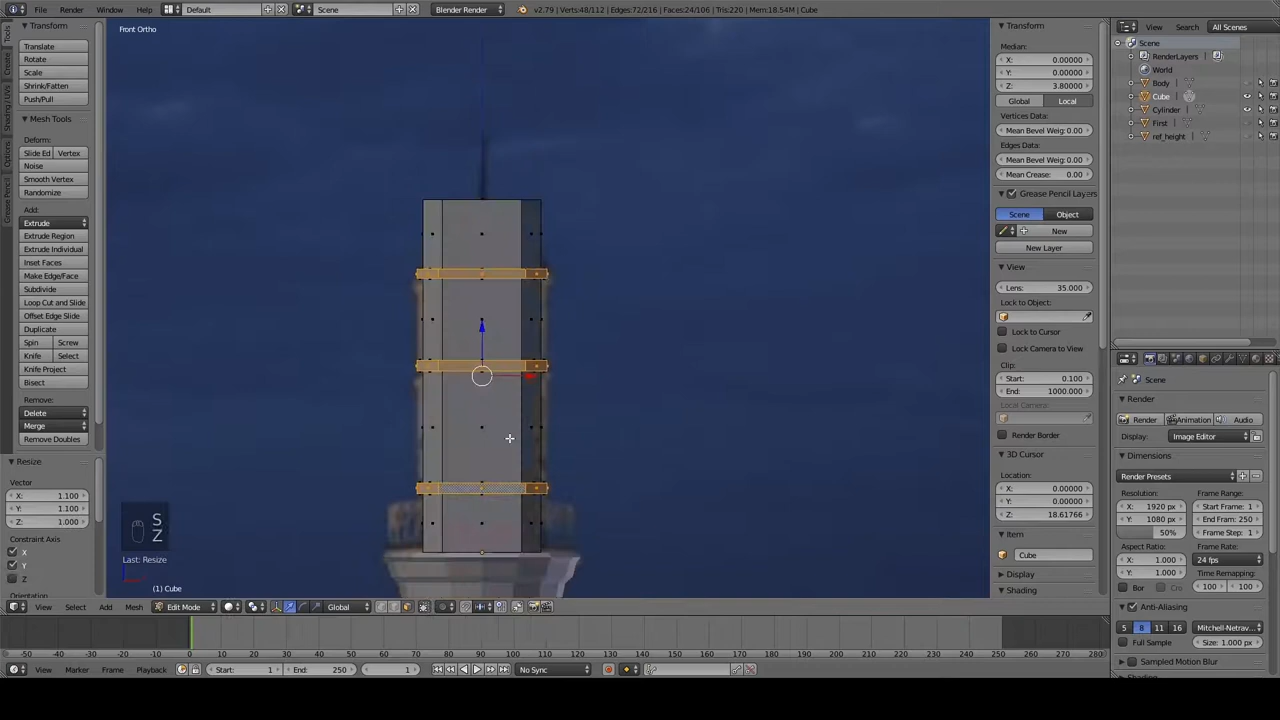 File Render Window Help Default Scene Blender Render v2.79 | Verts:48/112 | Edges:72/216 | Faces:24/106 | Tris:220 | Mem:18.54M | Cube
Tools
Create
Shading / UVs
Options
Grease Pencil
Transform
Translate
Rotate
Scale
Shrink/Fatten
Push/Pull
Mesh Tools
Deform:
Slide Ed Vertex
Noise
Smooth Vertex
Randomize
Add:
Extrude
Extrude Region
Extrude Individual
Inset Faces
Make Edge/Face
Subdivide
Loop Cut and Slide
Offset Edge Slide
Duplicate
Spin Screw
Knife Select
Knife Project
Bisect
Remove:
Delete
Merge
Remove Doubles
Resize
Vector
X: 1.100
Y: 1.100
Z: 1.000
Constraint Axis
X
Y
Z
Orientation
Front Ortho
S
Z
Last: Resize
(1) Cube
Transform
Median:
X: 0.00000
Y: 0.00000
Z: 3.80000
Global Local
Vertices Data:
Mean Bevel Weig: 0.00
Edges Data:
Mean Bevel Weig: 0.00
Mean Crease: 0.00
Grease Pencil Layers
Scene Object
New
New Layer
View
Lens: 35.000
Lock to Object:
Lock to Cursor
Lock Camera to View
Clip:
Start: 0.100
End: 1000.000
Local Camera:
Render Border
3D Cursor
Location:
X: 0.00000
Y: 0.00000
Z: 18.61766
Item
Cube
Display
Shading
View Search All Scenes
Scene
RenderLayers
World
Body
Cube
Cylinder
First
ref_height
Scene
Render
Render Animation Audio
Display: Image Editor
Dimensions
Render Presets
Resolution: Frame Range:
1920 px Start Frame: 1
1080 px End Fram: 250
50% Frame Step: 1
Aspect Ratio: Frame Rate:
X: 1.000 24 fps
Y: 1.000 Time Remapping:
Bor 100 100
Anti-Aliasing
5 8 11 16 Mitchell-Netrav...
Full Sample Size: 1.000 px
Sampled Motion Blur
View Select Add Mesh Edit Mode Global
-50 -40 -30 -20 -10 0 10 20 30 40 50 60 70 80 90 100 110 120 130 140 150 160 170 180 190 200 210 220 230 240 250 260 270 280
View Marker Frame Playback Start: 1 End: 250 1 No Sync